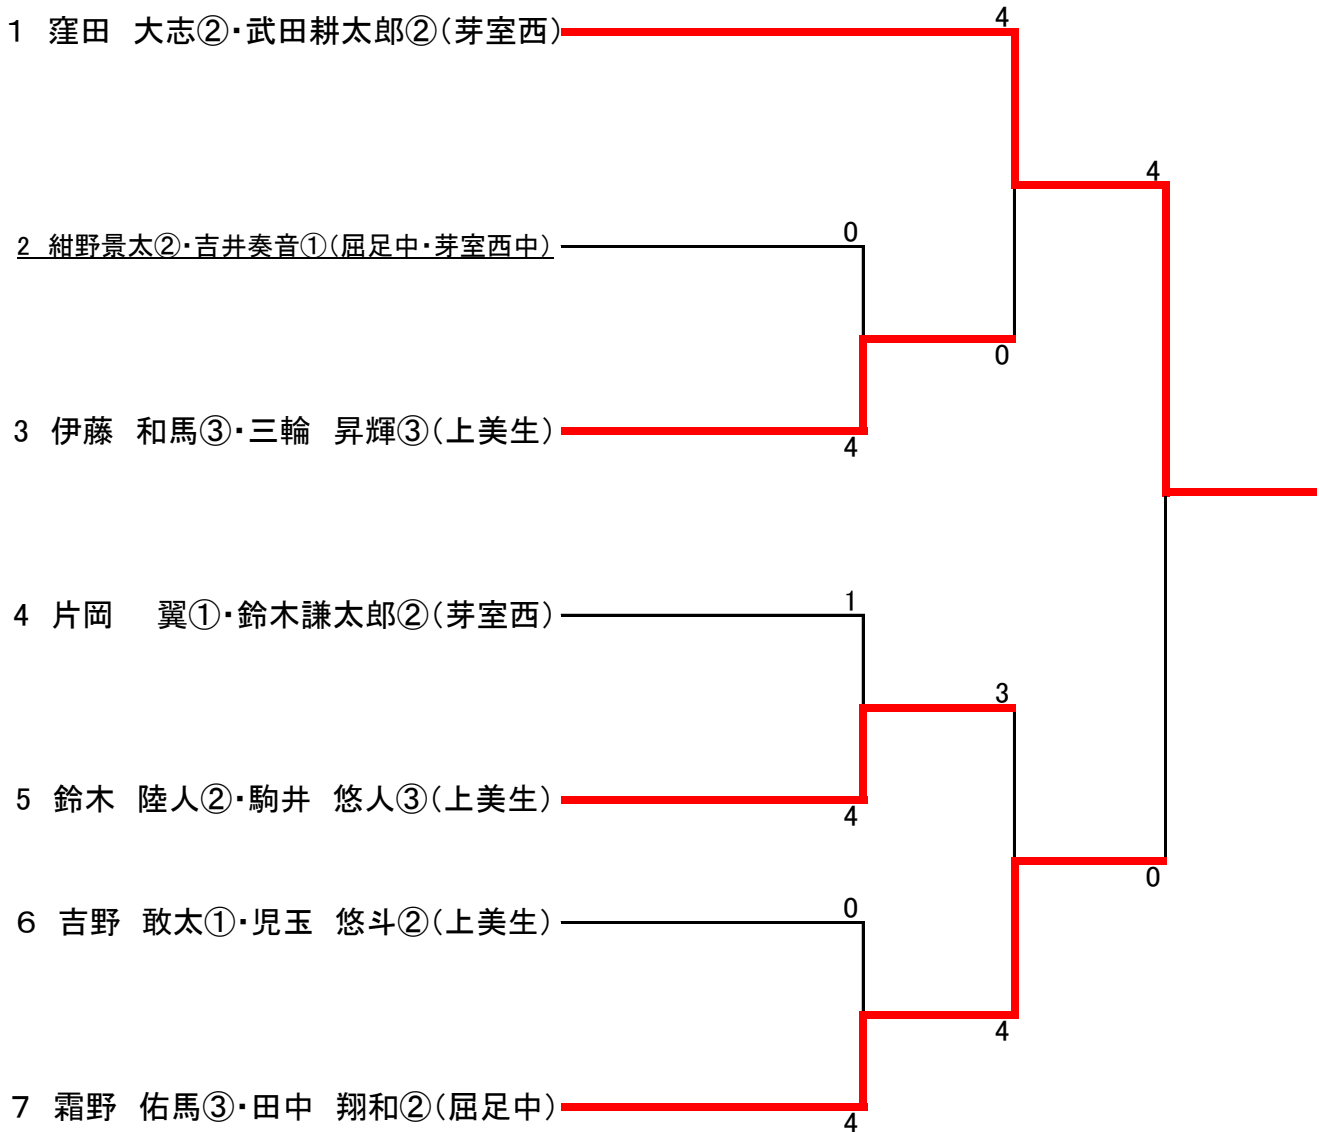 4
1 窪田 大志②・武田耕太郎②(芽室西)
4
0
2 紺野景太②・吉井奏音①(屈足中・芽室西中)
0
3 伊藤 和馬③・三輪 昇輝③(上美生)
4
1
4 片岡 翼①・鈴木謙太郎②(芽室西)
3
5 鈴木 陸人②・駒井 悠人③(上美生)
4
0
0
6 吉野 敢太①・児玉 悠斗②(上美生)
4
7 霜野 佑馬③・田中 翔和②(屈足中)
4